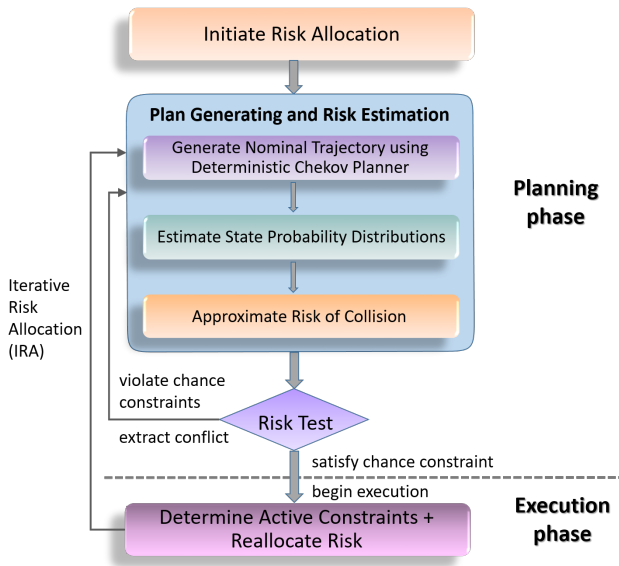 Initiate Risk Allocation
Plan Generating and Risk Estimation
Generate Nominal Trajectory using
Deterministic Chekov Planner
Estimate State Probability Distributions
Approximate Risk of Collision
Planning
phase
Iterative
Risk
Allocation
(IRA)
violate chance
constraints
extract conflict
Risk Test
satisfy chance constraint
begin execution
Determine Active Constraints +
Reallocate Risk
Execution
phase